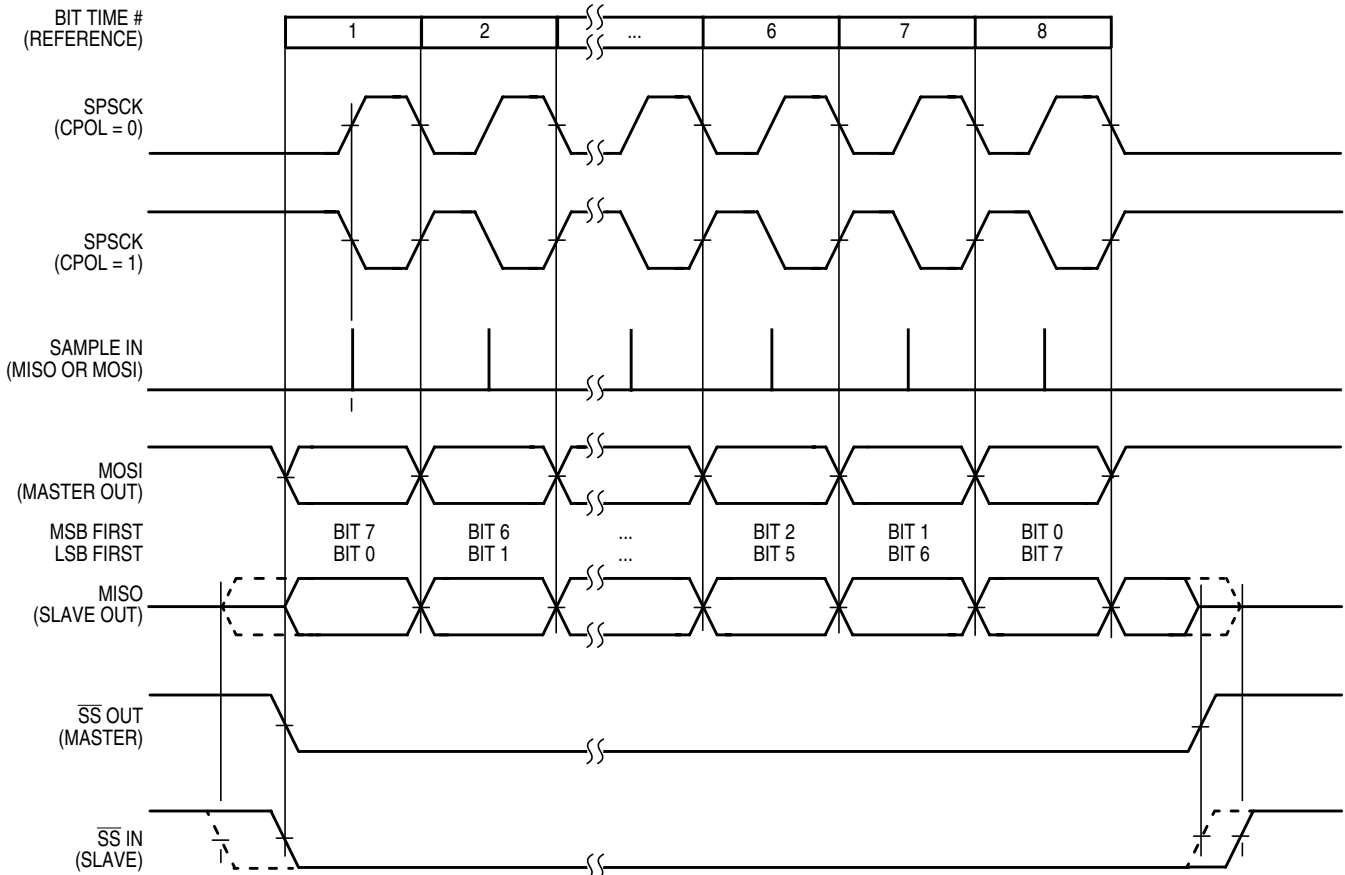 BIT TIME #
(REFERENCE)
1 2 ... 6 7 8
SPSCK
(CPOL = 0)
SPSCK
(CPOL = 1)
SAMPLE IN
(MISO OR MOSI)
MOSI
(MASTER OUT)
MSB FIRST BIT 7 BIT 6 ... BIT 2 BIT 1 BIT 0
LSB FIRST BIT 0 BIT 1 ... BIT 5 BIT 6 BIT 7
MISO
(SLAVE OUT)
S̅S̅ OUT
(MASTER)
S̅S̅ IN
(SLAVE)